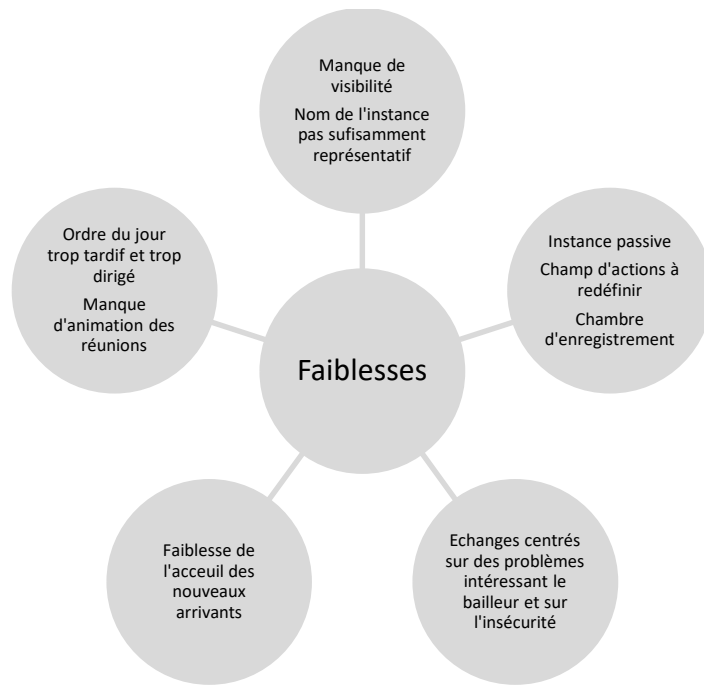 Manque de
visibilité
Nom de l'instance
pas sufisamment
représentatif
Ordre du jour
trop tardif et trop
dirigé
Manque
d'animation des
réunions
Instance passive
Champ d'actions à
redéfinir
Chambre
d'enregistrement
Faiblesses
Faiblesse de
l'acceuil des
nouveaux
arrivants
Echanges centrés
sur des problèmes
intéressant le
bailleur et sur
l'insécurité